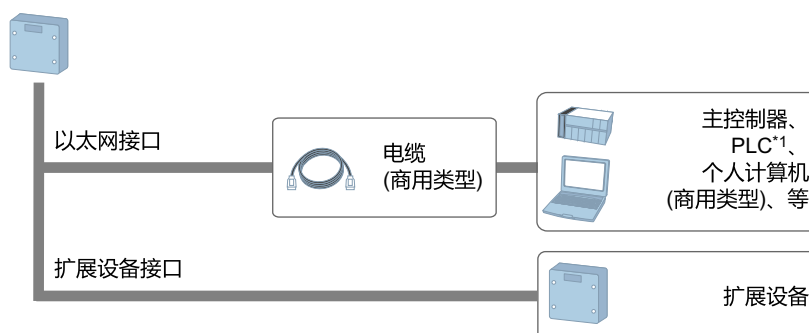 以太网接口
电缆
(商用类型)
主控制器、
PLC*1、
个人计算机
(商用类型)、等
扩展设备接口
扩展设备